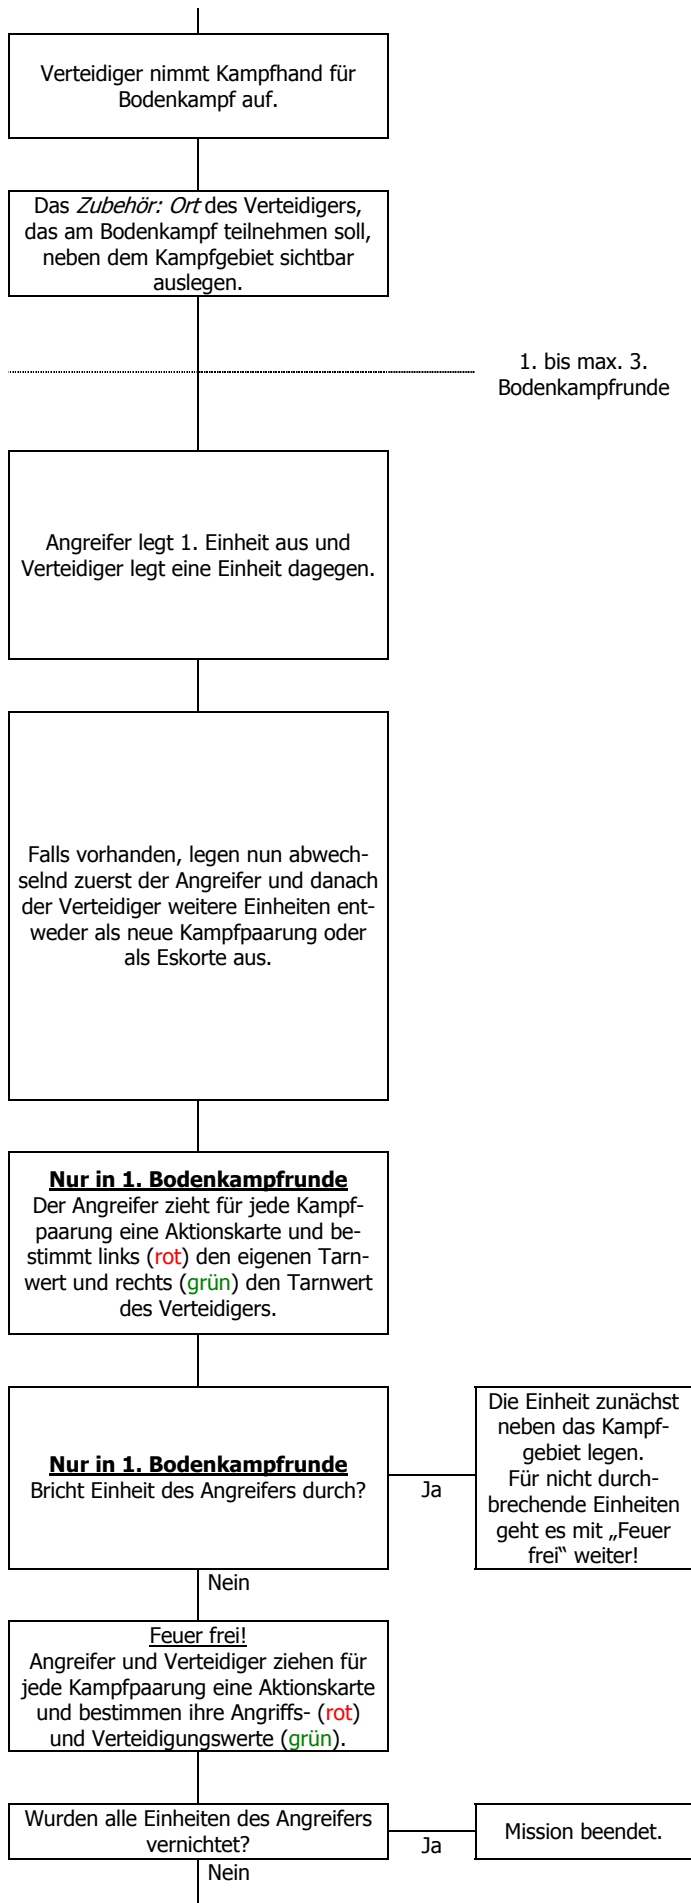 Verteidiger nimmt Kampfhand für
Bodenkampf auf.
Das Zubehör: Ort des Verteidigers,
das am Bodenkampf teilnehmen soll,
neben dem Kampfgebiet sichtbar
auslegen.
1. bis max. 3.
Bodenkampfrunde
Angreifer legt 1. Einheit aus und
Verteidiger legt eine Einheit dagegen.
Falls vorhanden, legen nun abwech-
selnd zuerst der Angreifer und danach
der Verteidiger weitere Einheiten ent-
weder als neue Kampfpaarung oder
als Eskorte aus.
Nur in 1. Bodenkampfrunde
Der Angreifer zieht für jede Kampf-
paarung eine Aktionskarte und be-
stimmt links (rot) den eigenen Tarn-
wert und rechts (grün) den Tarnwert
des Verteidigers.
Nur in 1. Bodenkampfrunde
Bricht Einheit des Angreifers durch?
Ja
Die Einheit zunächst
neben das Kampf-
gebiet legen.
Für nicht durch-
brechende Einheiten
geht es mit „Feuer
frei“ weiter!
Nein
Feuer frei!
Angreifer und Verteidiger ziehen für
jede Kampfpaarung eine Aktionskarte
und bestimmen ihre Angriffs- (rot)
und Verteidigungswerte (grün).
Wurden alle Einheiten des Angreifers
vernichtet?
Ja
Mission beendet.
Nein